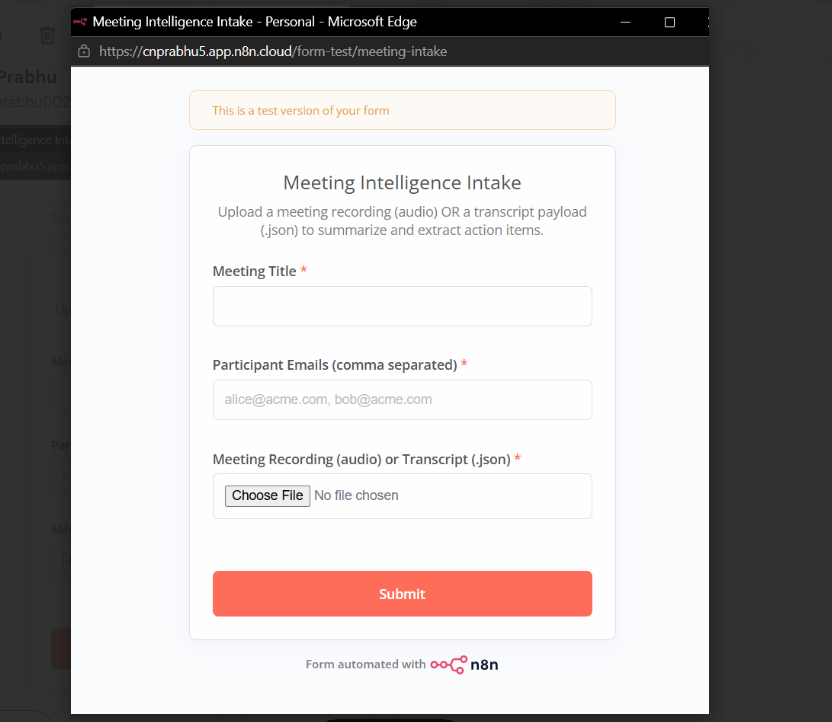 Meeting Intelligence Intake - Personal - Microsoft Edge
https://cnprabhu5.app.n8n.cloud/form-test/meeting-intake
Prabhu
This is a test version of your form
Meeting Intelligence Intake
Upload a meeting recording (audio) OR a transcript payload
(.json) to summarize and extract action items.
Meeting Title *
Participant Emails (comma separated) *
alice@acme.com, bob@acme.com
Meeting Recording (audio) or Transcript (.json) *
Choose File No file chosen
Submit
Form automated with n8n